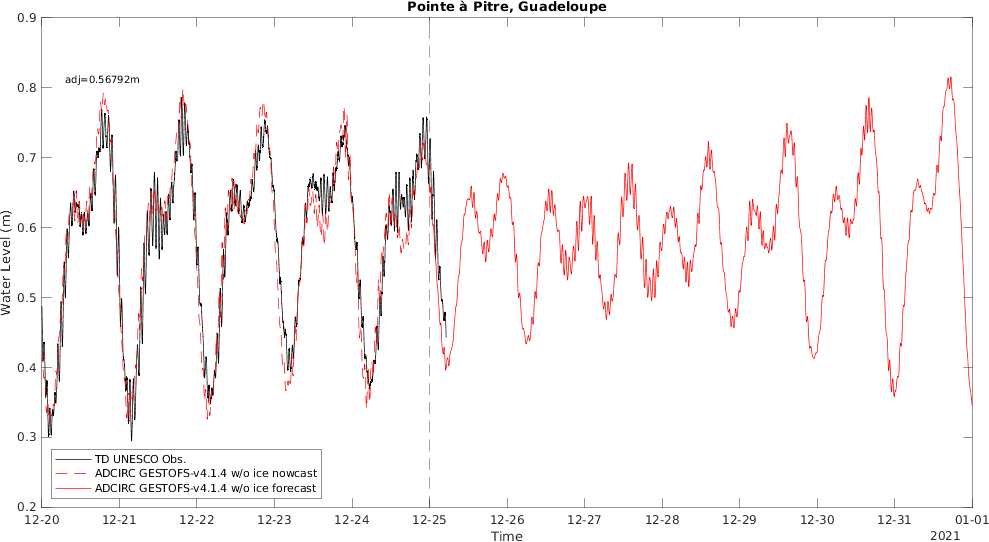 Pointe à Pitre, Guadeloupe
0.9
0.8
0.7
0.6
0.5
0.4
0.3
0.2
Water Level (m)
adj=0.56792m
TD UNESCO Obs.
ADCIRC GESTOFS-v4.1.4 w/o ice nowcast
ADCIRC GESTOFS-v4.1.4 w/o ice forecast
12-20 12-21 12-22 12-23 12-24 12-25 12-26 12-27 12-28 12-29 12-30 12-31 01-01
Time
2021